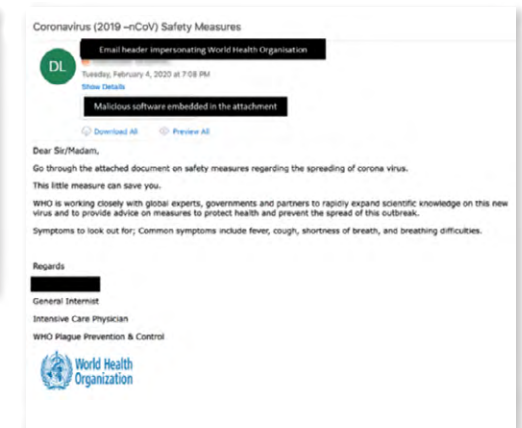 Coronavirus (2019 –nCoV) Safety Measures
Email header impersonating World Health Organisation
DL
Tuesday, February 4, 2020 at 7:08 PM
Show Details
Malicious software embedded in the attachment
Download All Preview All
Dear Sir/Madam,
Go through the attached document on safety measures regarding the spreading of corona virus.
This little measure can save you.
WHO is working closely with global experts, governments and partners to rapidly expand scientific knowledge on this new
virus and to provide advice on measures to protect health and prevent the spread of this outbreak.
Symptoms to look out for; Common symptoms include fever, cough, shortness of breath, and breathing difficulties.
Regards
General Internist
Intensive Care Physician
WHO Plague Prevention & Control
World Health
Organization